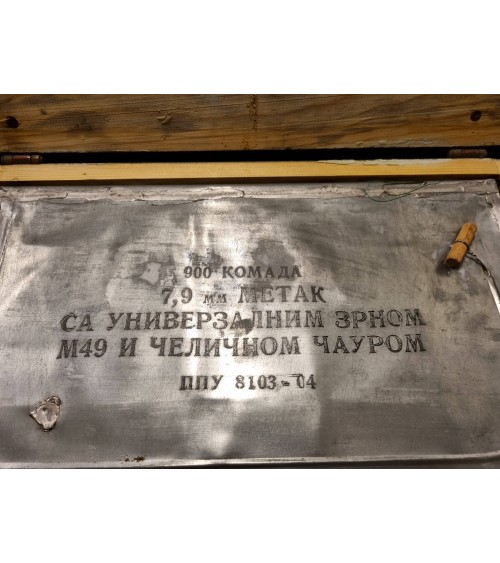 900 КОМАДА
7,9 мм МЕТАК
СА УНИВЕРЗАЛНИМ ЗРНОМ
М49 И ЧЕЛИЧНОМ ЧАУРОМ
ППУ 8103-04